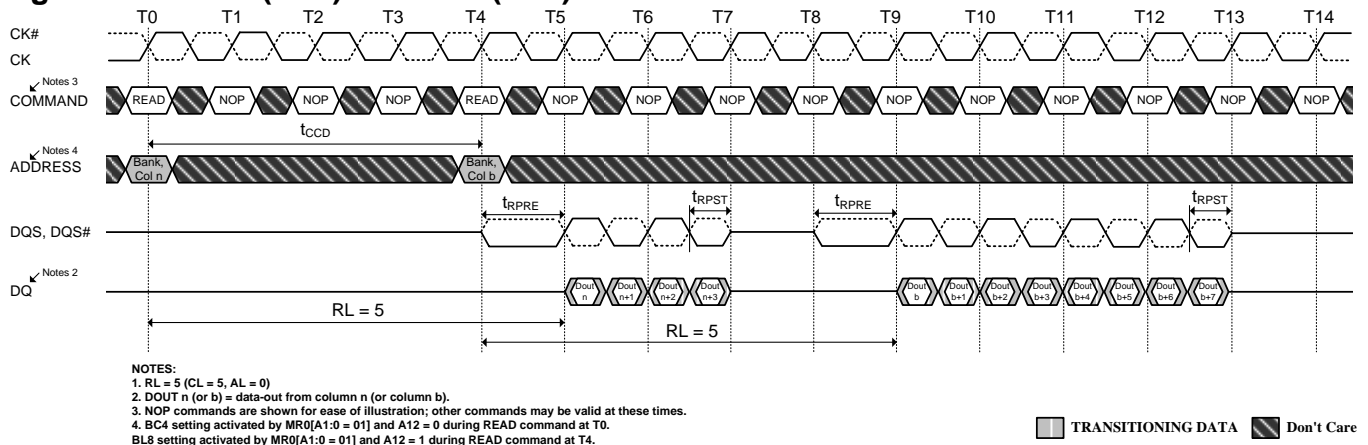 T0 T1 T2 T3 T4 T5 T6 T7 T8 T9 T10 T11 T12 T13 T14
CK#
CK
Notes 3
COMMAND READ NOP NOP NOP READ NOP NOP NOP NOP NOP NOP NOP NOP NOP NOP
tCCD
Notes 4
ADDRESS
Bank, Col n
Bank, Col b
tRPRE tRPST tRPRE tRPST
DQS, DQS#
Notes 2
DQ
Dout n Dout n+1 Dout n+2 Dout n+3 Dout b Dout b+1 Dout b+2 Dout b+3 Dout b+4 Dout b+5 Dout b+6 Dout b+7
RL = 5
RL = 5
NOTES:
1. RL = 5 (CL = 5, AL = 0)
2. DOUT n (or b) = data-out from column n (or column b).
3. NOP commands are shown for ease of illustration; other commands may be valid at these times.
4. BC4 setting activated by MR0[A1:0 = 01] and A12 = 0 during READ command at T0.
BL8 setting activated by MR0[A1:0 = 01] and A12 = 1 during READ command at T4.
TRANSITIONING DATA Don't Care